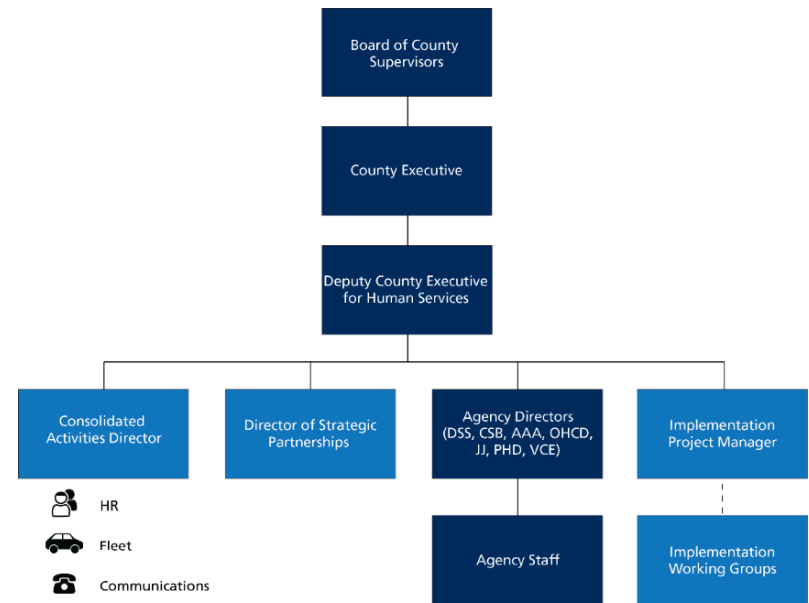 Board of County
Supervisors
County Executive
Deputy County Executive
for Human Services
Consolidated
Activities Director
Director of Strategic
Partnerships
Agency Directors
(DSS, CSB, AAA, OHCD,
JJ, PHD, VCE)
Implementation
Project Manager
HR
Fleet
Communications
Agency Staff
Implementation
Working Groups